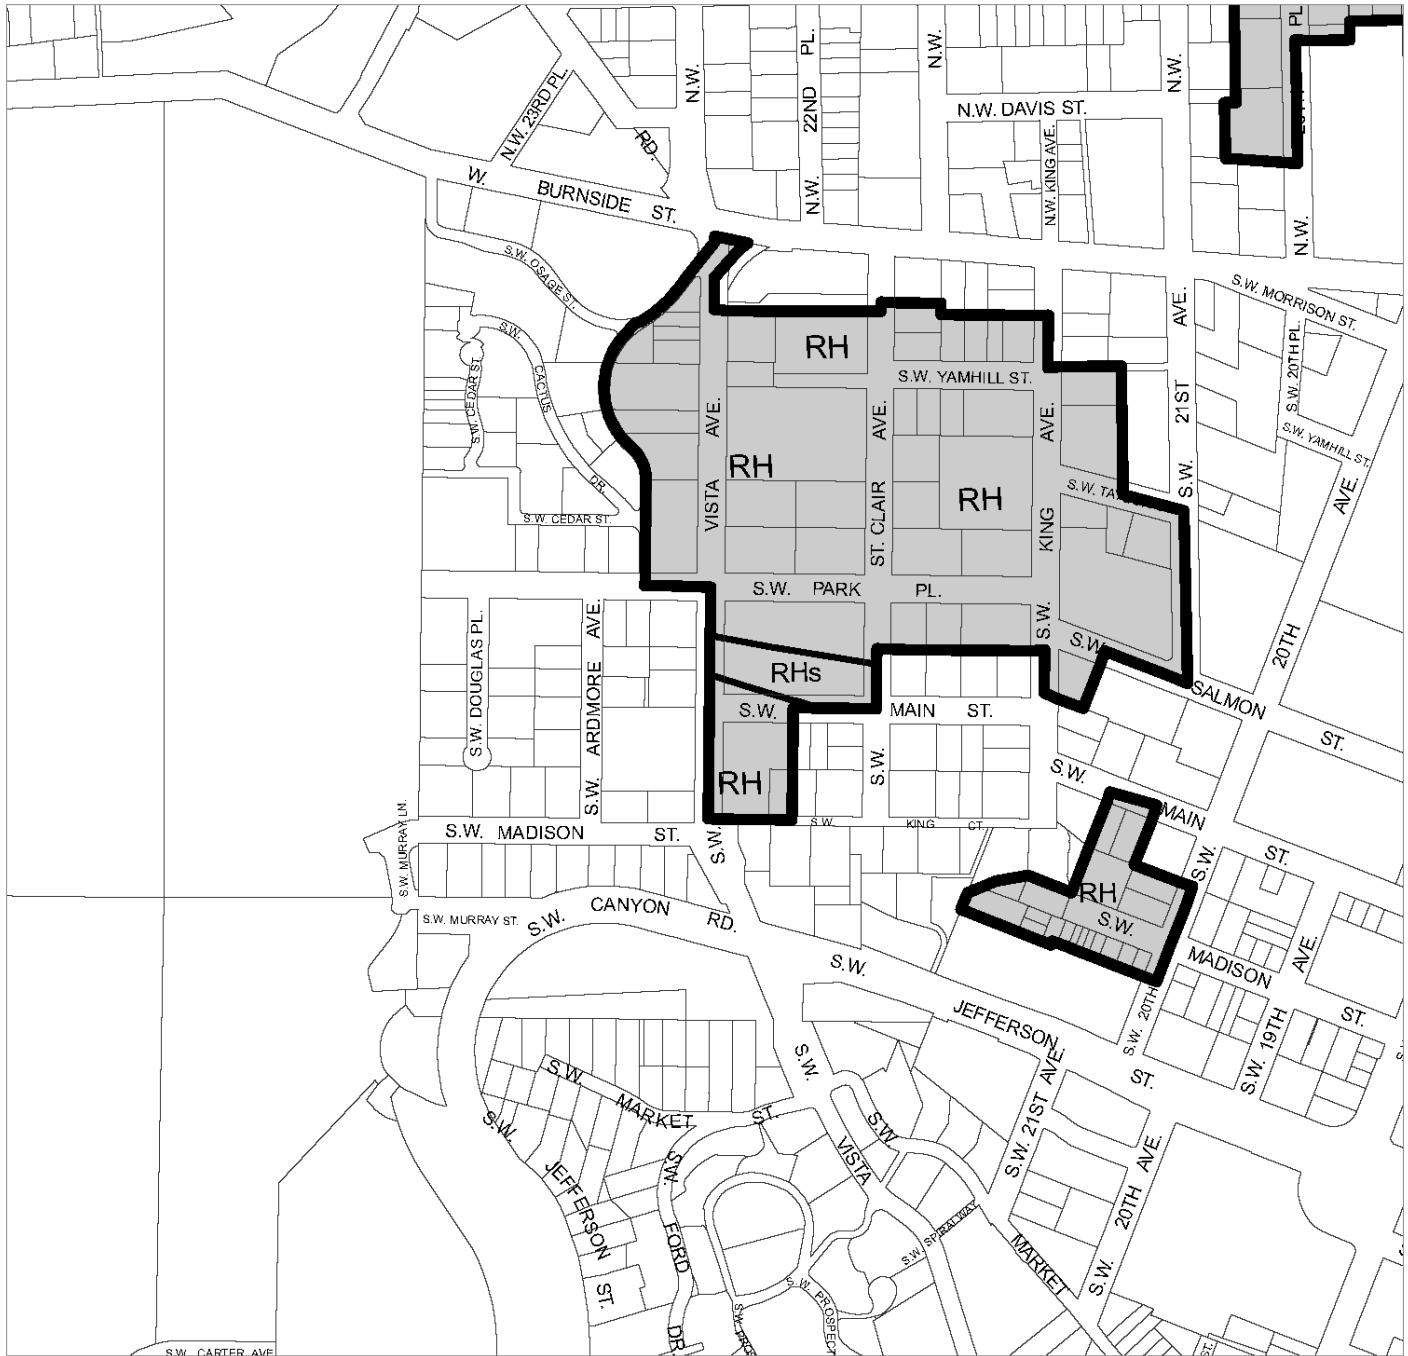 PL.
N.W.
22ND PL.
N.W.
N.W.
N.W. 23RD PL.
RD.
N.W. DAVIS ST.
N.W. KING AVE.
N.W.
N.W.
N.W.
W. BURNSIDE ST.
S.W. OSAGE ST.
S.W. MORRISON ST.
S.W. CACTUS DR.
S.W. CEDAR ST.
RH
S.W. YAMHILL ST.
S.W. 21ST AVE.
S.W. 20TH PL.
S.W. YAMHILL ST.
VISTA AVE.
RH
ST. CLAIR AVE.
RH
S.W. KING AVE.
S.W. TAY
S.W. CEDAR ST.
20TH AVE.
S.W. PARK PL.
S.W. DOUGLAS PL.
S.W. ARDMORE AVE.
RHs
S.W. SALMON ST.
S.W. MAIN ST.
S.W.
RH
S.W. MAIN ST.
S.W. MURRAY LN.
S.W. MADISON ST.
S.W.
S.W. KING CT.
S.W.
RH
S.W. MADISON ST.
S.W. MURRAY ST.
S.W. CANYON RD.
S.W. JEFFERSON ST.
S.W. 20TH
S.W. 19TH AVE.
S.W. MARKET ST.
S.W. VISTA
S.W. 21ST AVE.
S.W. JEFFERSON ST.
S.W. FORD DR.
S.W. MARKET
S.W. 20TH AVE.
S.W. SPIRALWAY
S.W. PROSPECT
S.W.
ST.
S.W. CARTER AVE